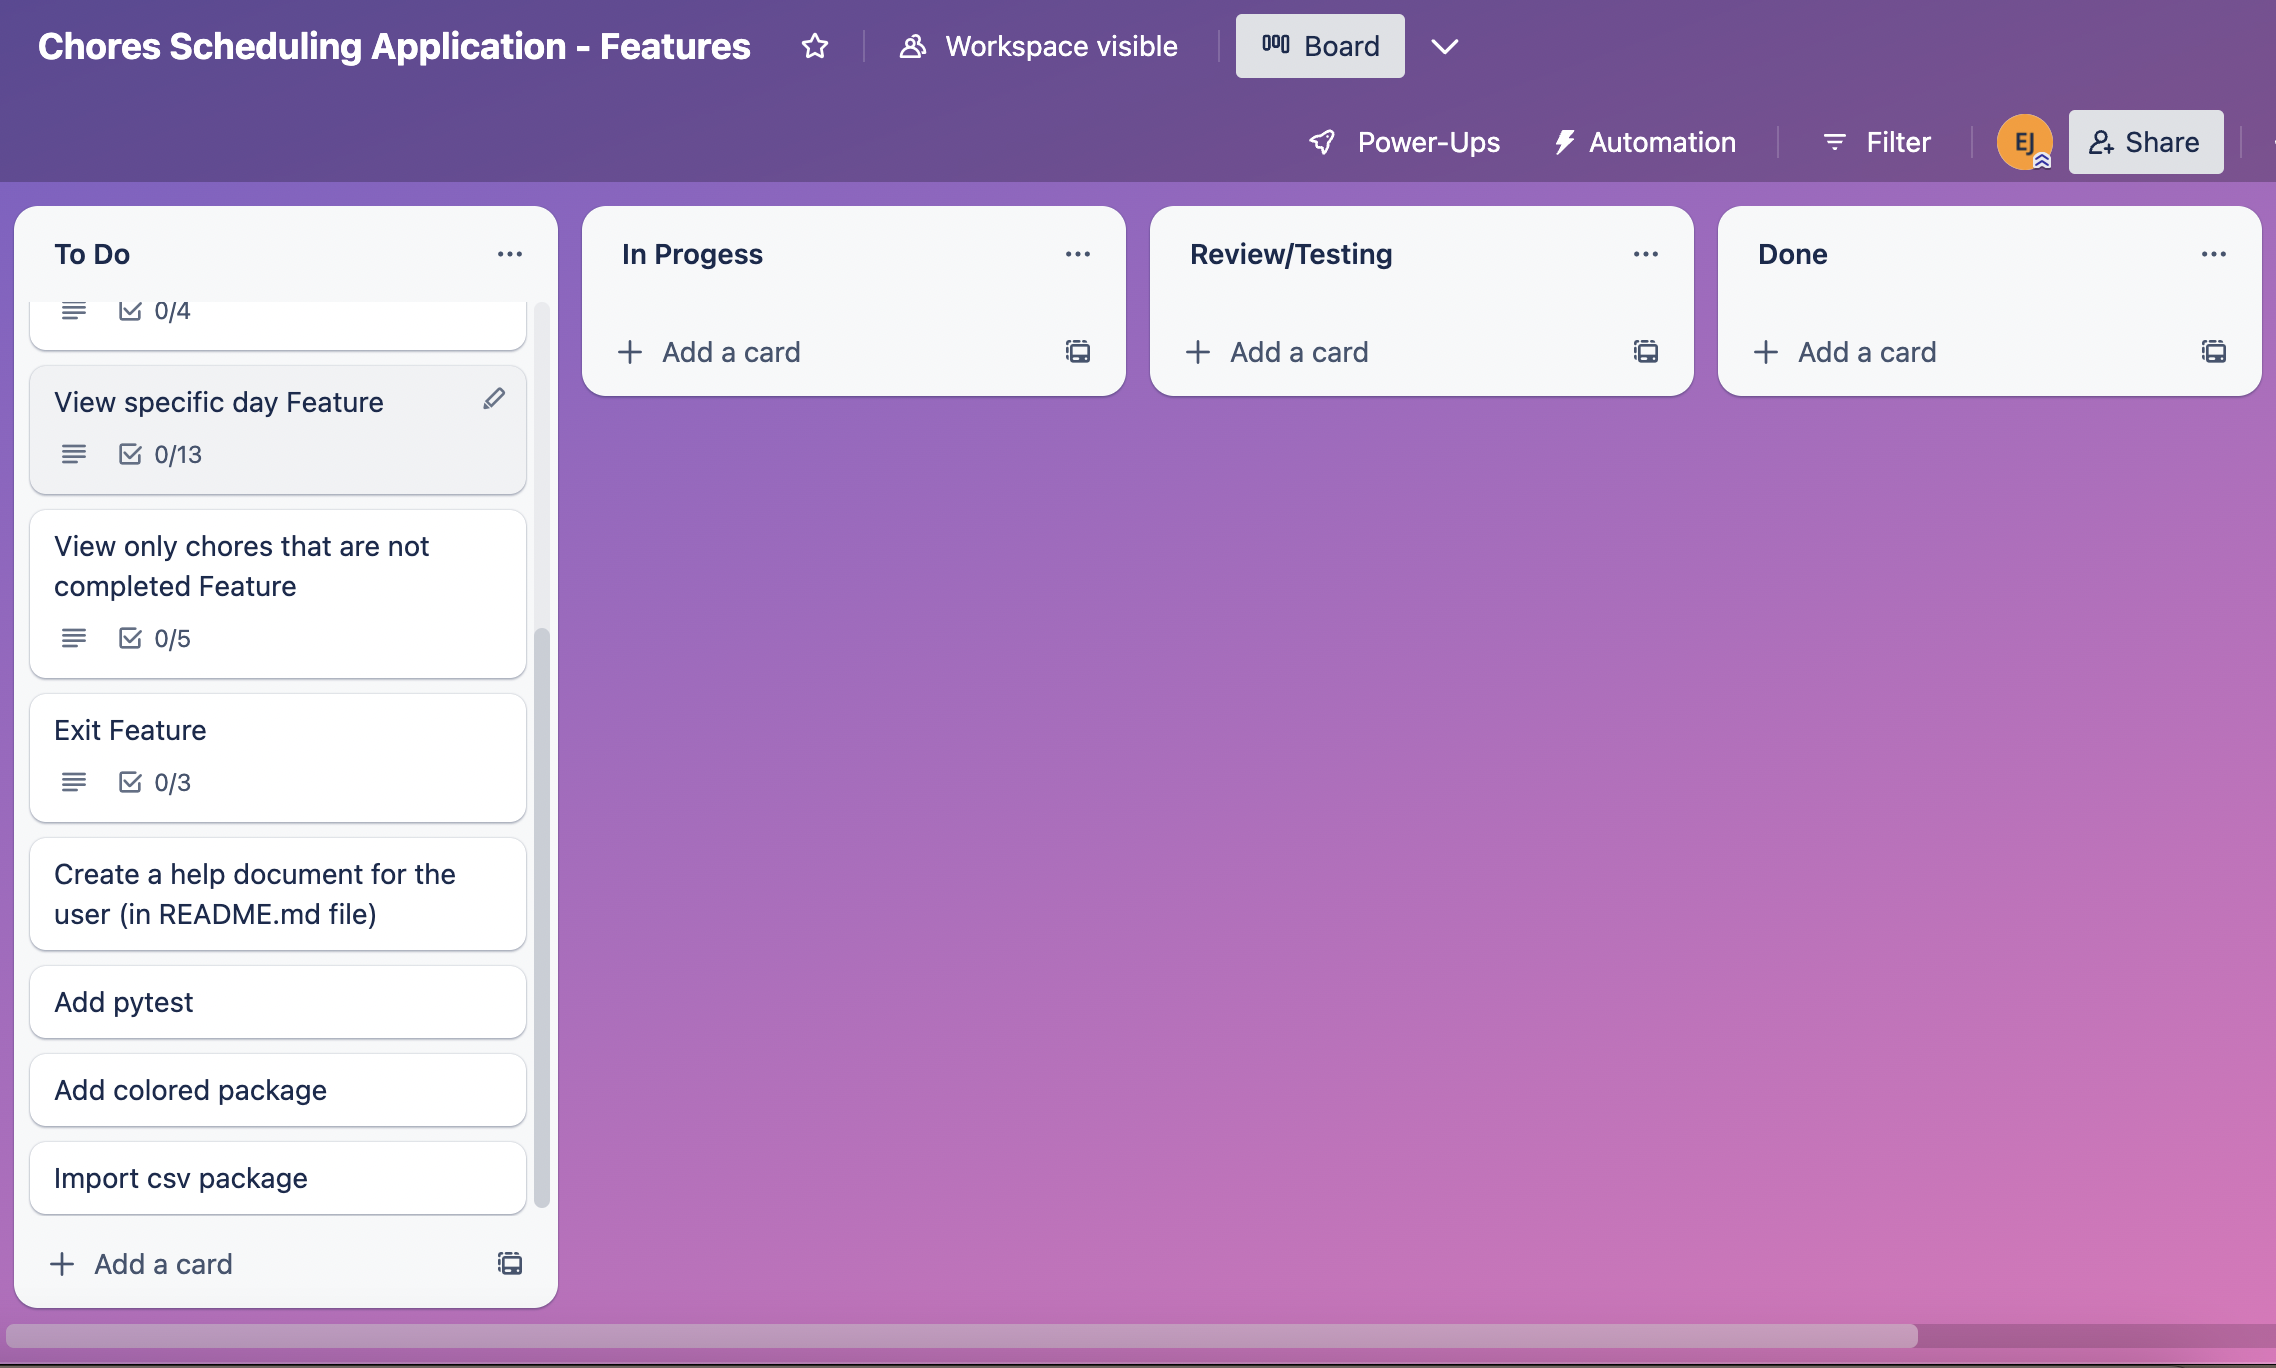 Chores Scheduling Application - Features
Workspace visible
Board
Power-Ups
Automation
Filter
EJ
Share
To Do
0/4
View specific day Feature
0/13
View only chores that are not
completed Feature
0/5
Exit Feature
0/3
Create a help document for the
user (in README.md file)
Add pytest
Add colored package
Import csv package
Add a card
In Progess
Add a card
Review/Testing
Add a card
Done
Add a card